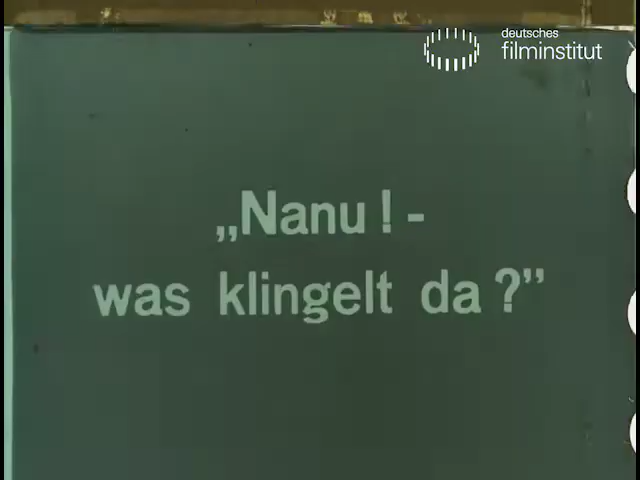 deutsches
filminstitut
„Nanu! -
was klingelt da?”